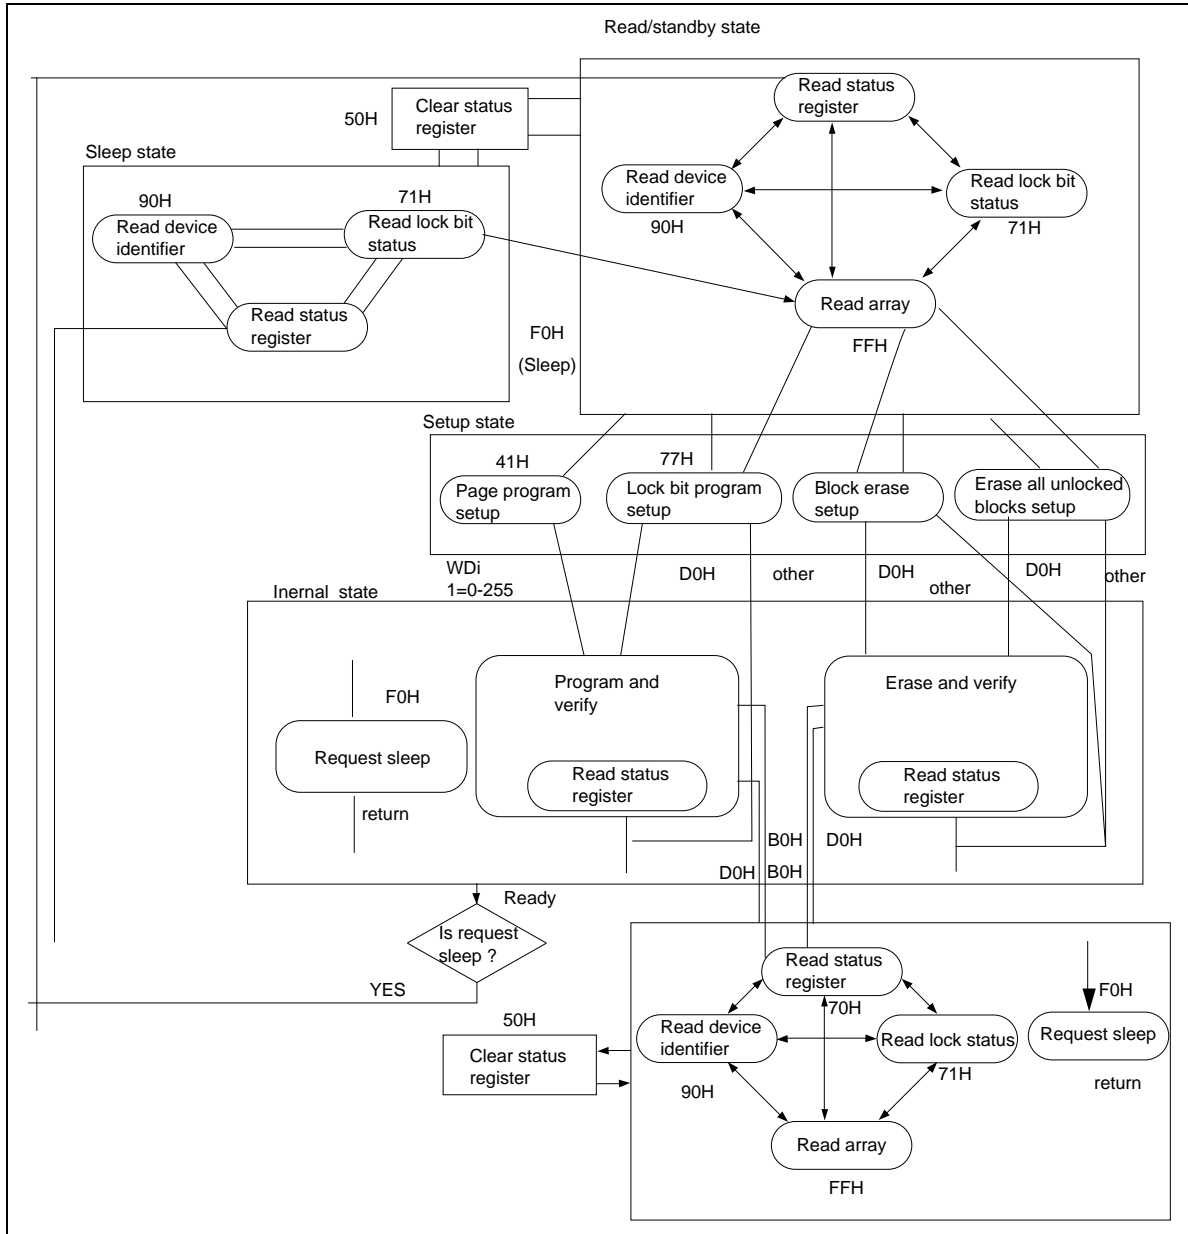 Read/standby state
Read status
register
50H
Clear status
register
Sleep state
90H
Read device
identifier
71H
Read lock bit
status
Read status
register
Read device
identifier
90H
Read lock bit
status
71H
Read array
FFH
F0H
(Sleep)
Setup state
41H
Page program
setup
77H
Lock bit program
setup
Block erase
setup
Erase all unlocked
blocks setup
WDi
1=0-255
D0H
other
D0H
other
D0H
other
Inernal state
F0H
Request sleep
return
Program and
verify
Read status
register
Erase and verify
Read status
register
B0H
D0H
D0H
B0H
Ready
Is request
sleep ?
YES
50H
Clear status
register
Read status
register
70H
Read device
identifier
90H
Read lock status
71H
Read array
FFH
F0H
Request sleep
return